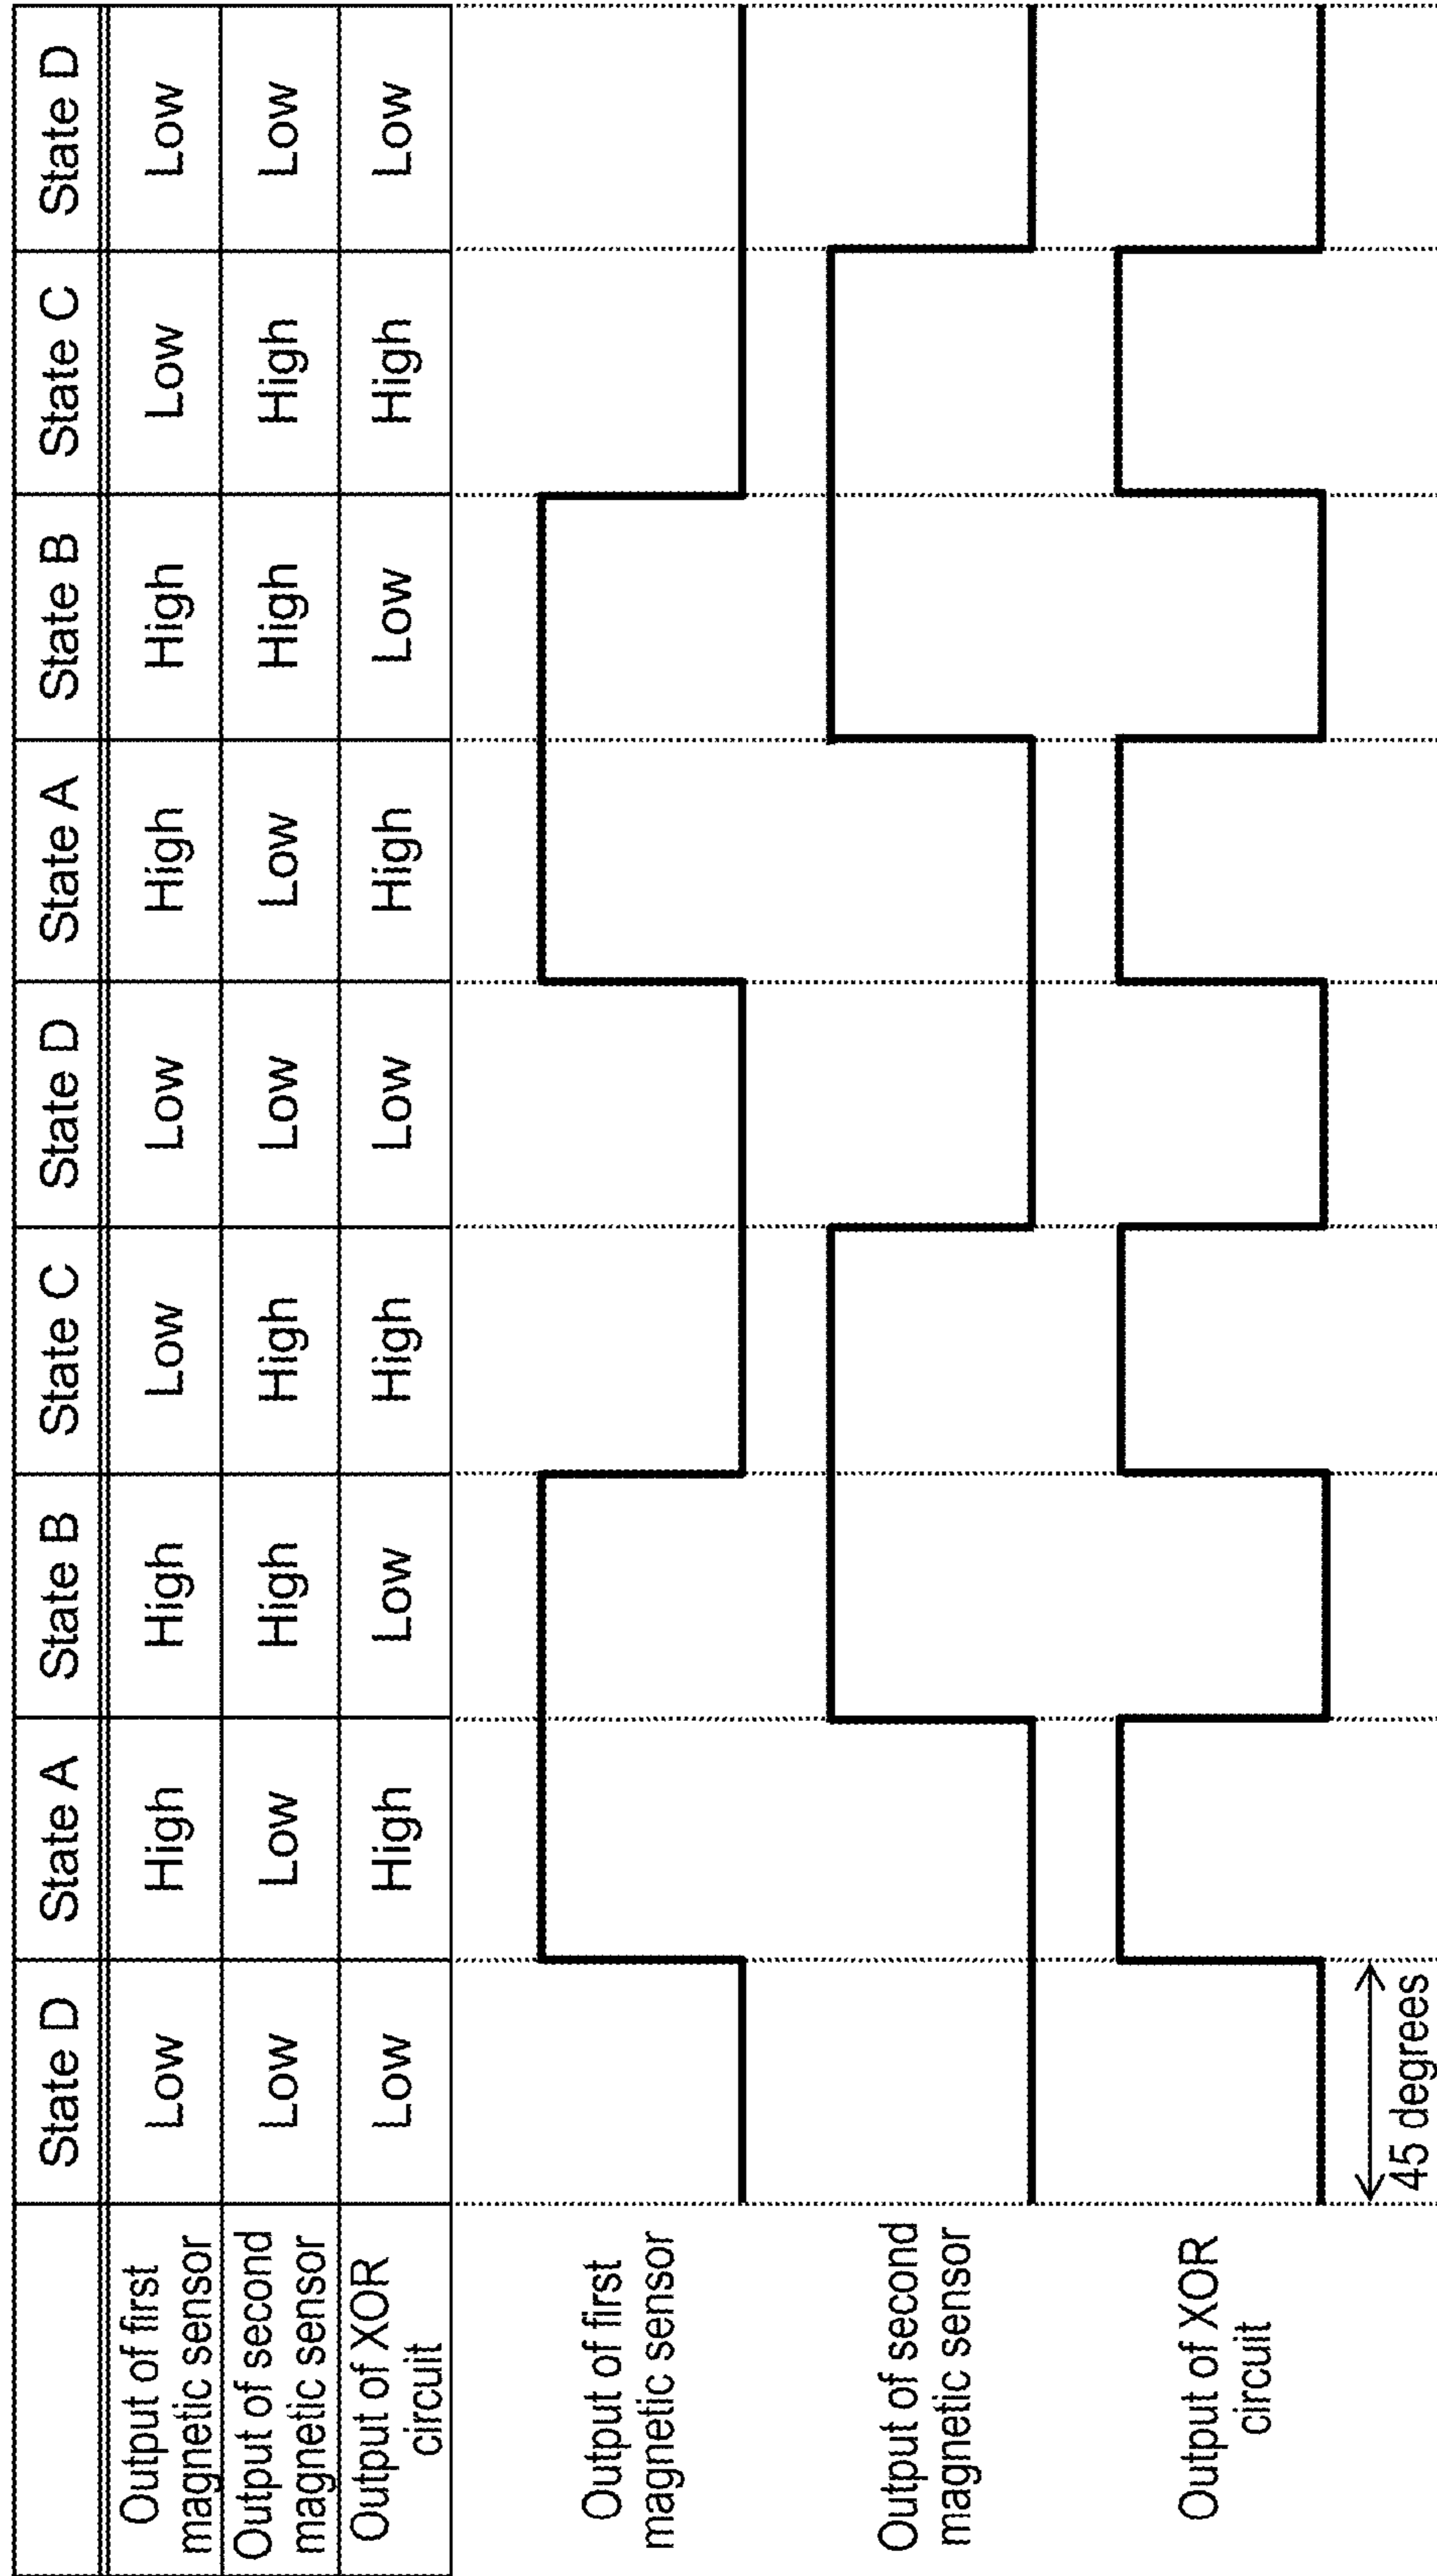 State D State A State B State C State D State A State B State C State D
Output of first
magnetic sensor
Low High High Low Low High High Low Low
Output of second
magnetic sensor
Low Low High High Low Low High High Low
Output of XOR
circuit
Low High Low High Low High Low High Low
Output of first
magnetic sensor
Output of second
magnetic sensor
Output of XOR
circuit
45 degrees